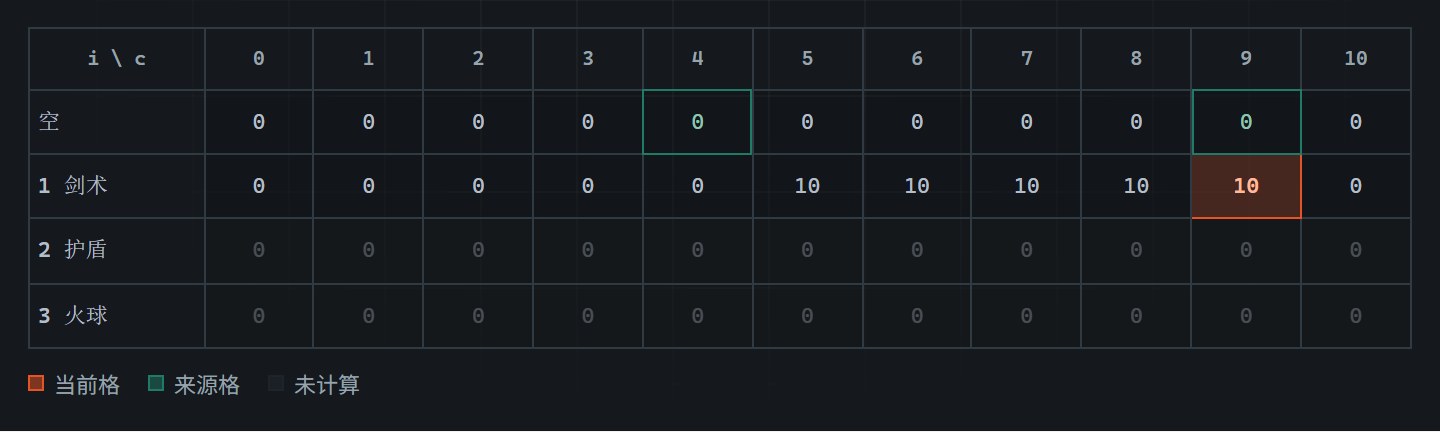 i \ c 0 1 2 3 4 5 6 7 8 9 10
空 0 0 0 0 0 0 0 0 0 0 0
1 剑术 0 0 0 0 0 10 10 10 10 10 0
2 护盾 0 0 0 0 0 0 0 0 0 0 0
3 火球 0 0 0 0 0 0 0 0 0 0 0
当前格 来源格 未计算